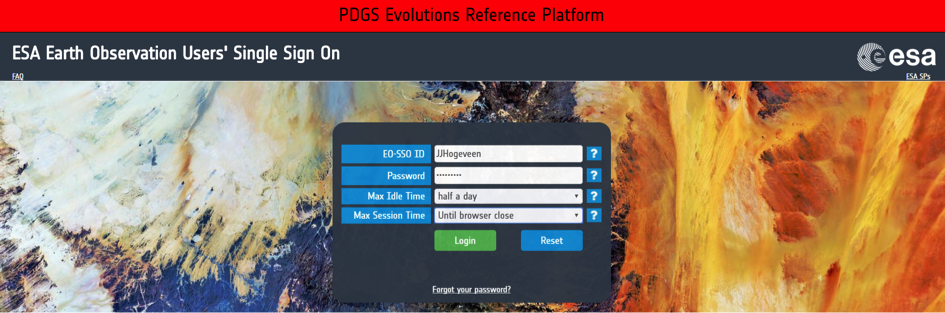 PDGS Evolutions Reference Platform
ESA Earth Observation Users' Single Sign On
esa
FAQ
ESA SPs
EO-SSO ID
JJHogeveen
?
Password
•••••••••
?
Max Idle Time
half a day
?
Max Session Time
Until browser close
?
Login
Reset
Forgot your password?